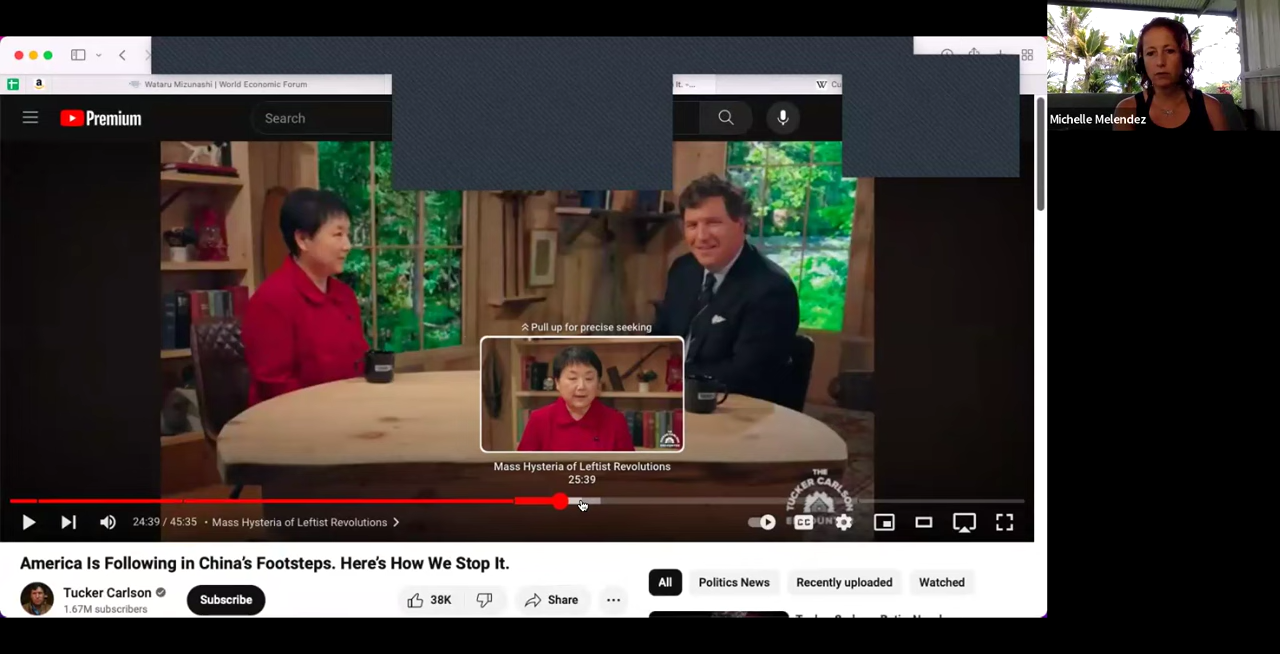 Wataru Mizunashi | World Economic Forum
It. -...
W Cu
Premium
Search
Michelle Melendez
Pull up for precise seeking
Mass Hysteria of Leftist Revolutions
25:39
THE
TUCKER CARLSON
24:39 / 45:35 • Mass Hysteria of Leftist Revolutions
CC
America Is Following in China's Footsteps. Here's How We Stop It.
Tucker Carlson
1.67M subscribers
Subscribe
38K
Share
...
All
Politics News
Recently uploaded
Watched